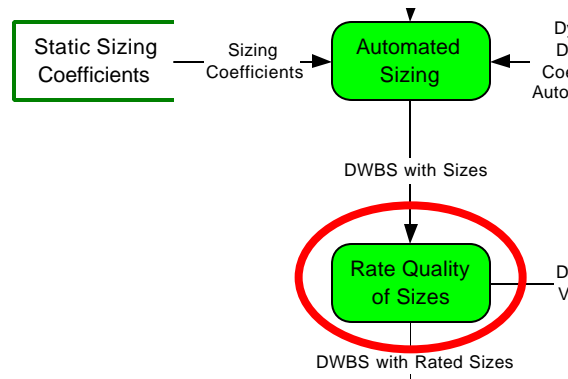 Static Sizing
Coefficients
Sizing
Coefficients
Automated
Sizing
DWBS with Sizes
Rate Quality
of Sizes
DWBS with Rated Sizes